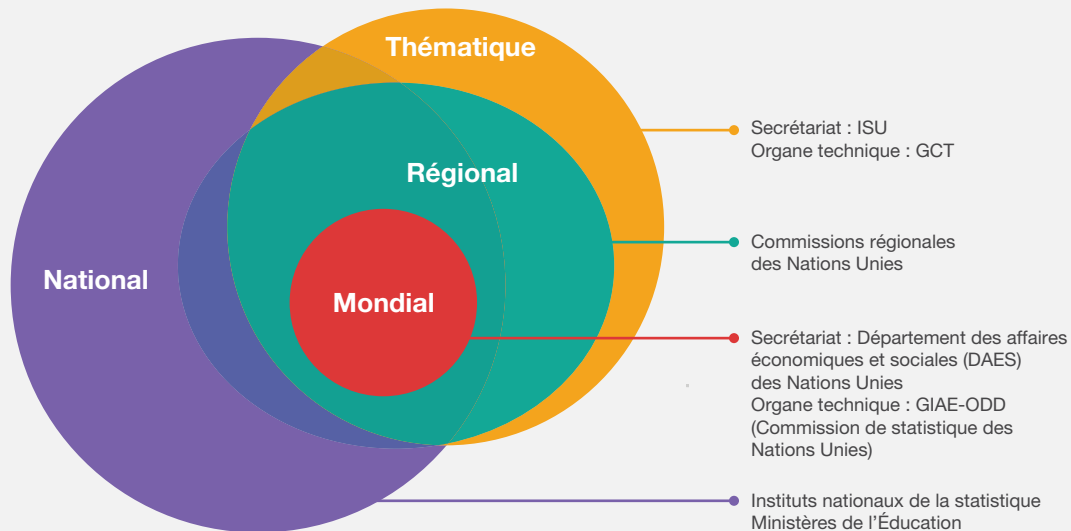 Thématique
Régional
National
Mondial
Secrétariat : ISU
Organe technique : GCT
Commissions régionales
des Nations Unies
Secrétariat : Département des affaires
économiques et sociales (DAES)
des Nations Unies
Organe technique : GIAE-ODD
(Commission de statistique des
Nations Unies)
Instituts nationaux de la statistique
Ministères de l’Éducation